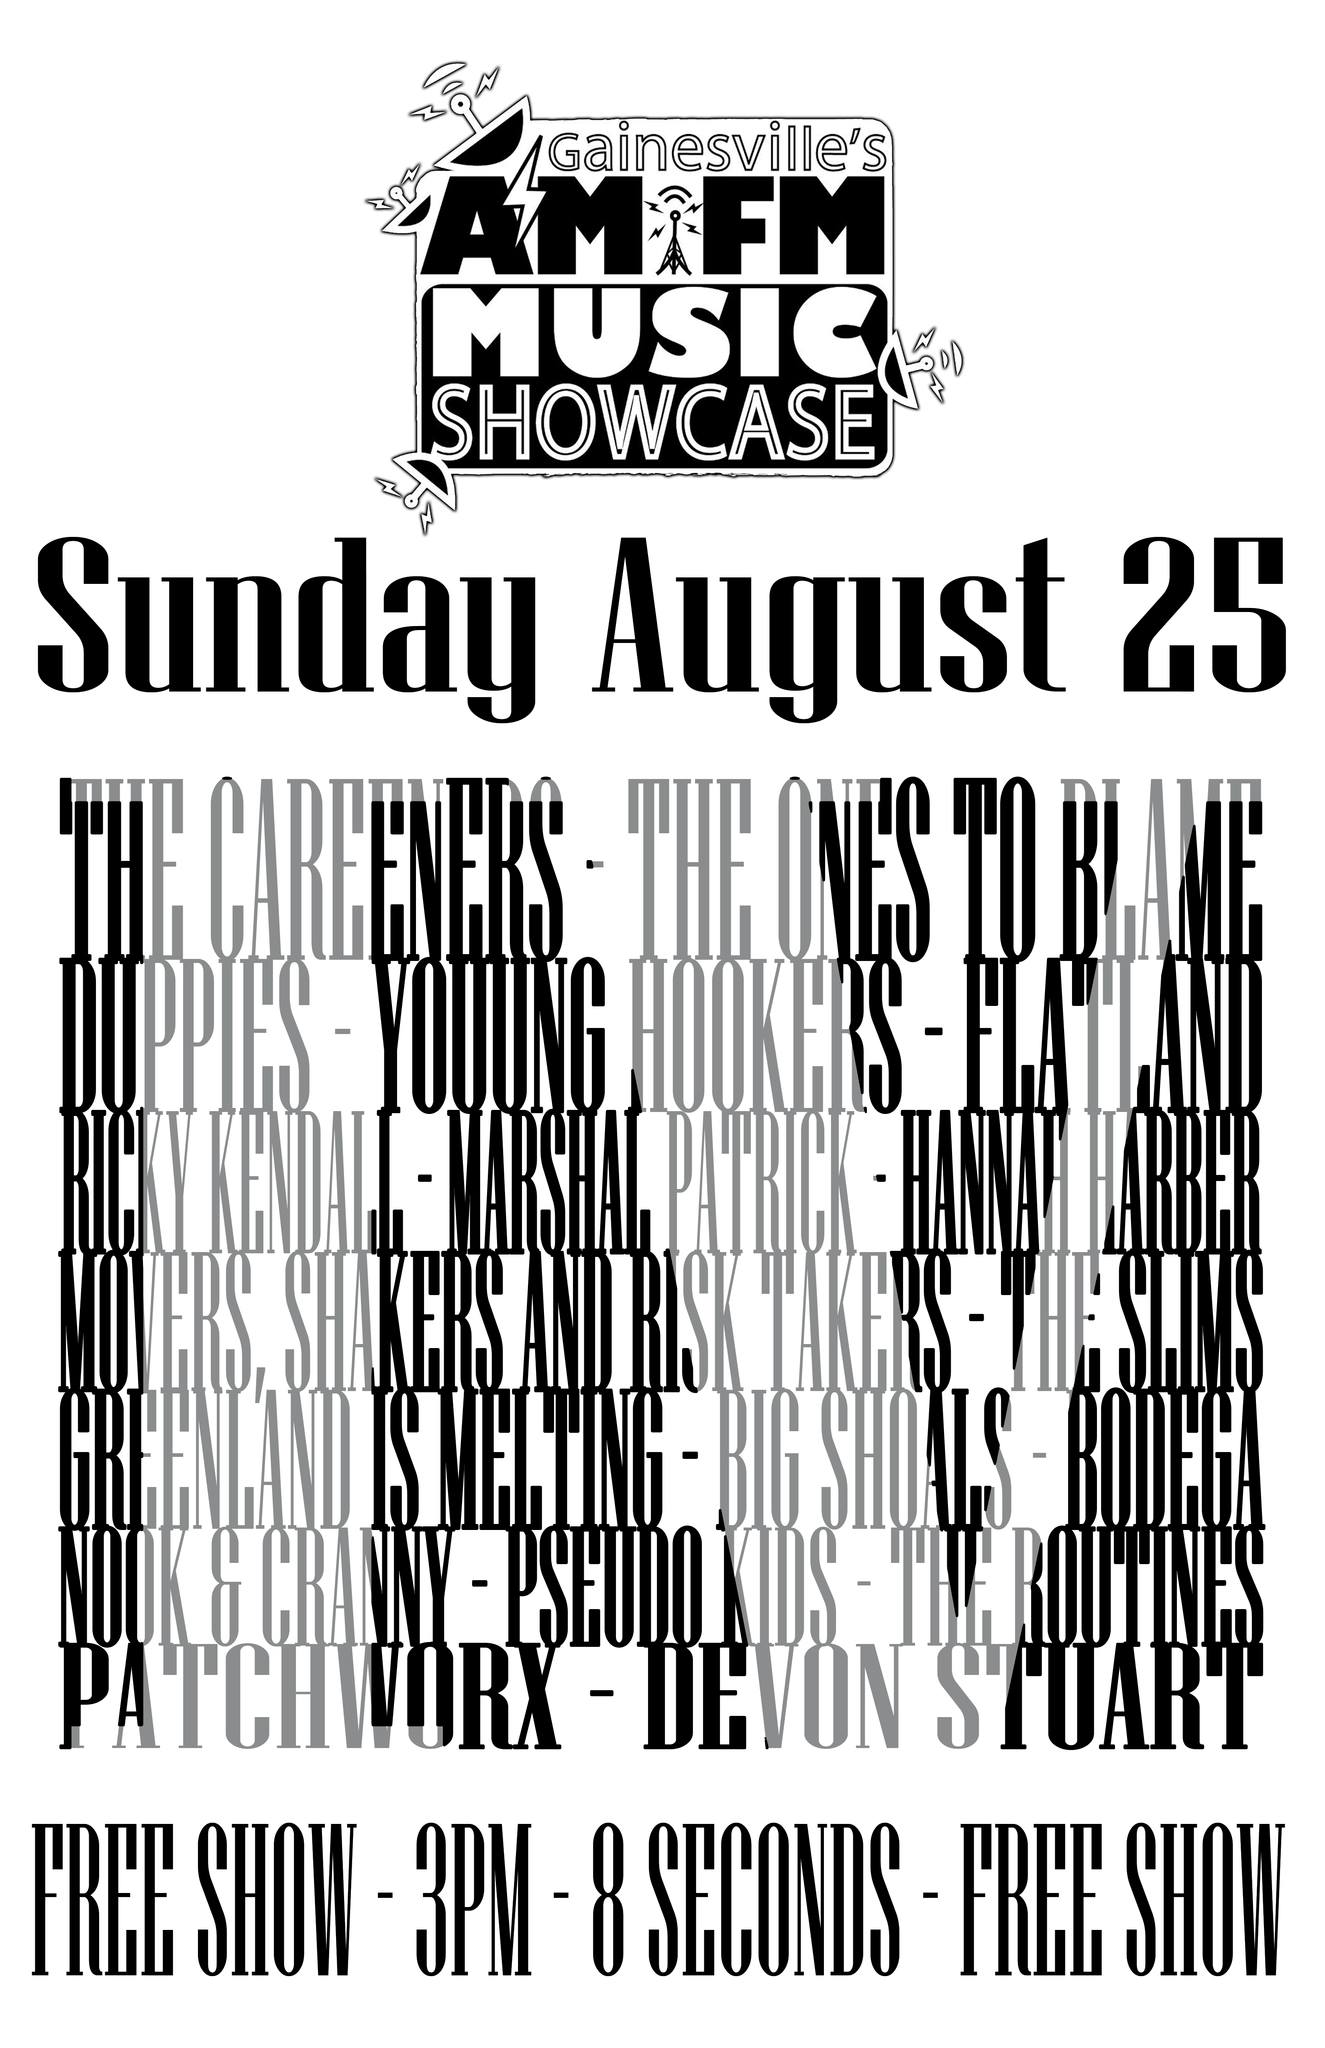 Gainesville's
AM FM
MUSIC
SHOWCASE
Sunday August 25
THE CAREENERS - THE ONES TO BLAME
DUPPIES - YOUUNG HOOKERS - FLATLAND
RICKY KENDALL - MARSHAL PATRICK - HANNAH HARBER
MOVERS, SHAKERS AND RISK TAKERS - THE SLIMS
GREENLAND IS MELTING - BIG SHOALS - BODEGA
NOOK & CRANNY - PSEUDO KIDS - THE ROUTINES
PATCHWORX - DEVON STUART
FREE SHOW - 3PM - 8 SECONDS - FREE SHOW